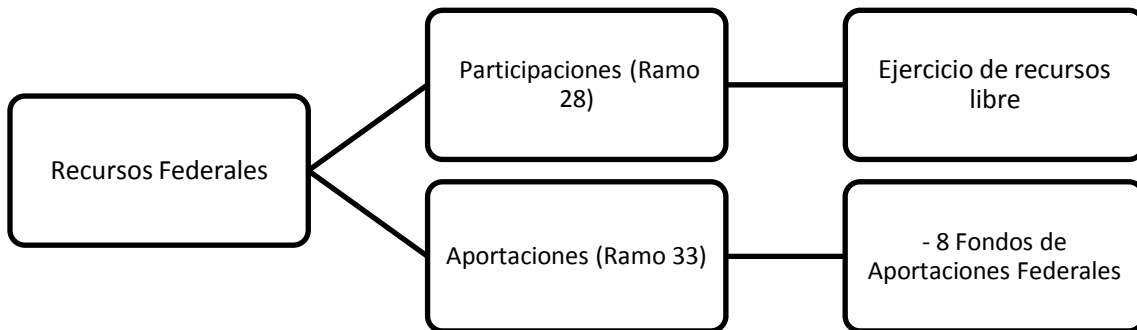 Recursos Federales
Participaciones (Ramo
28)
Ejercicio de recursos
libre
Aportaciones (Ramo 33)
- 8 Fondos de
Aportaciones Federales